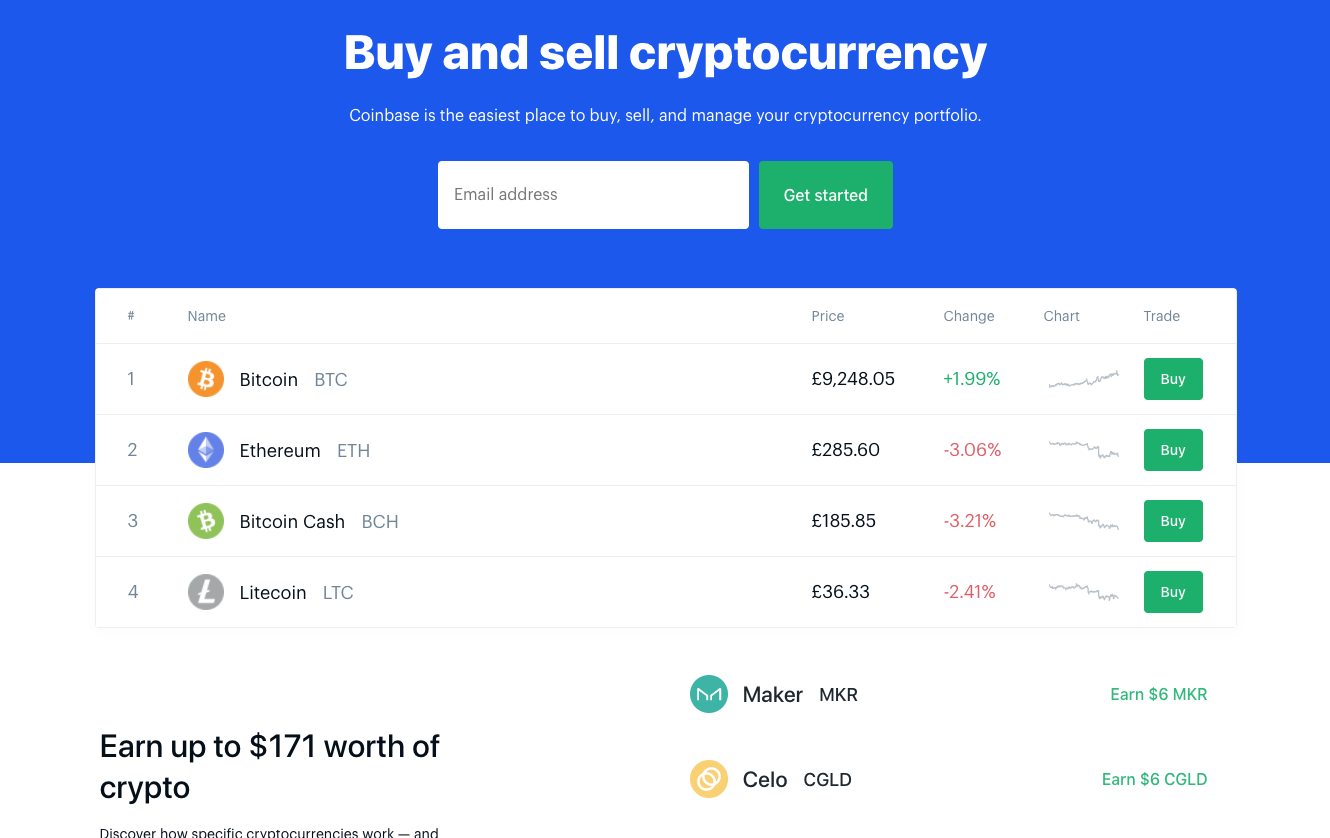 Buy and sell cryptocurrency
Coinbase is the easiest place to buy, sell, and manage your cryptocurrency portfolio.
Email address
Get started
# Name Price Change Chart Trade
1 Bitcoin BTC £9,248.05 +1.99% Buy
2 Ethereum ETH £285.60 -3.06% Buy
3 Bitcoin Cash BCH £185.85 -3.21% Buy
4 Litecoin LTC £36.33 -2.41% Buy
Earn up to $171 worth of
crypto
Discover how specific cryptocurrencies work — and
Maker MKR Earn $6 MKR
Celo CGLD Earn $6 CGLD